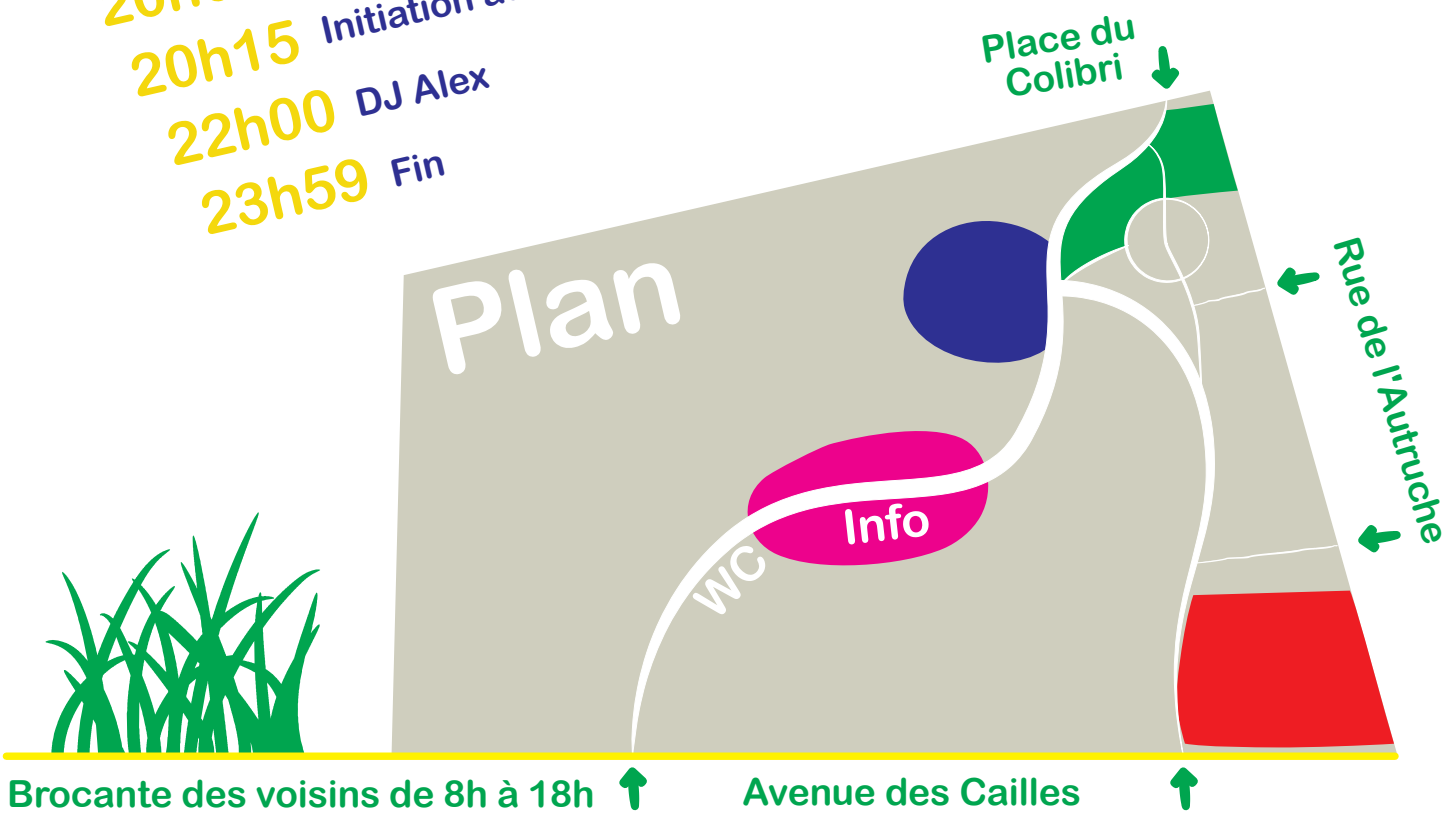 20h15 Initiation
22h00 DJ Alex
23h59 Fin
Place du
Colibri
Plan
Rue de l'Autruche
Info
WC
Brocante des voisins de 8h à 18h
Avenue des Cailles